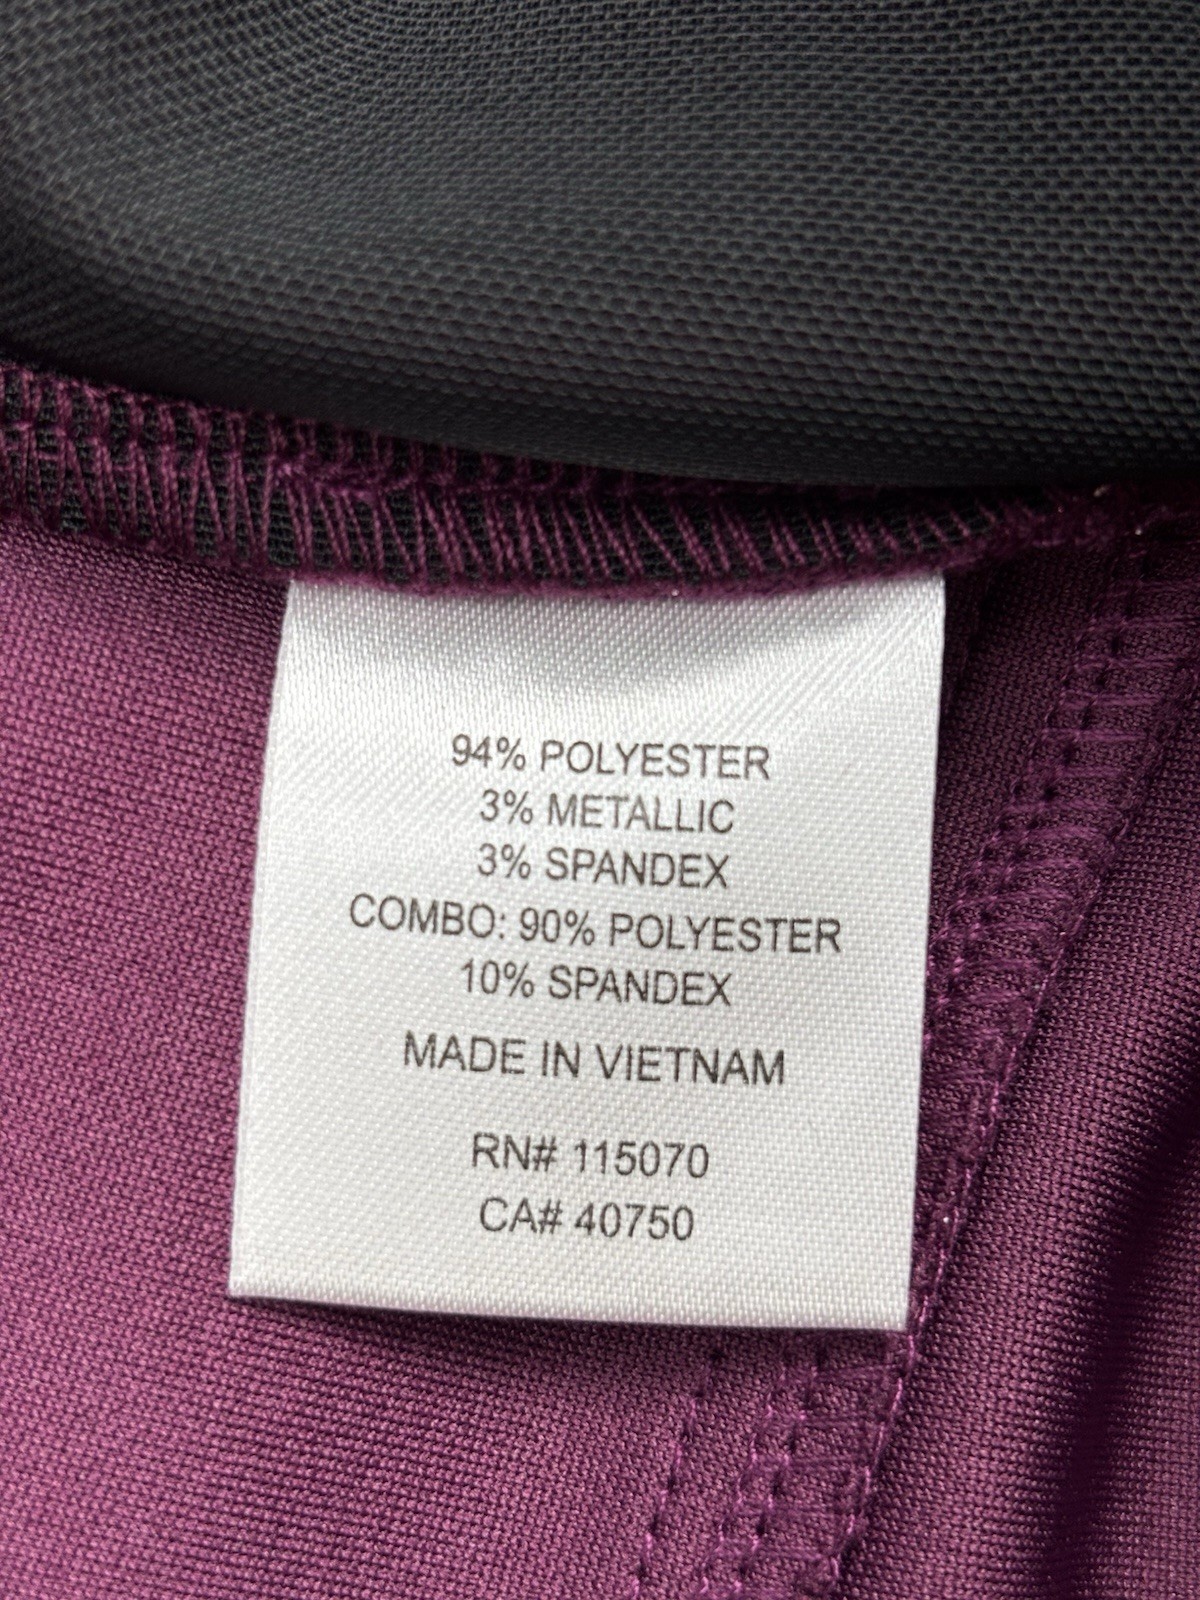 94% POLYESTER
3% METALLIC
3% SPANDEX
COMBO: 90% POLYESTER
10% SPANDEX
MADE IN VIETNAM
RN# 115070
CA# 40750